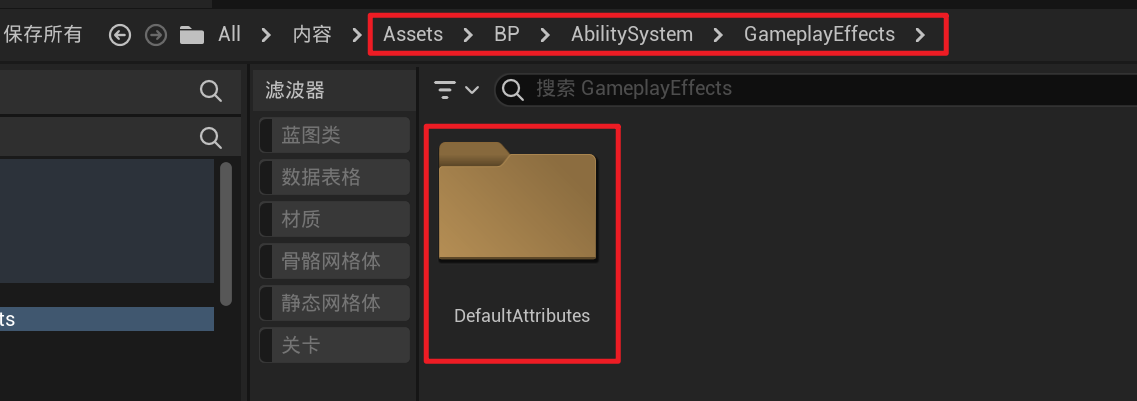 保存所有 All 内容 Assets BP AbilitySystem GameplayEffects
滤波器
搜索 GameplayEffects
蓝图类
数据表格
材质
骨骼网格体
静态网格体
关卡
DefaultAttributes
ts